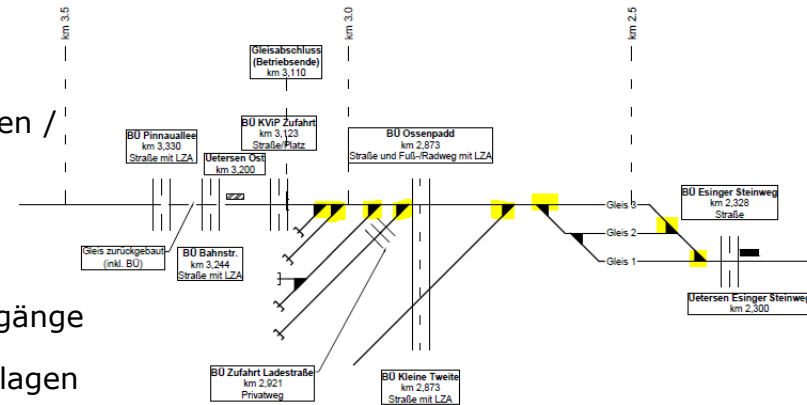 km 3.5
km 3.0
km 2.5
Gleisabschluss
(Betriebsende)
km 3,110
en /
BÜ Pinnauallee
km 3,330
Straße mit LZA
Uetersen Ost
km 3,200
BÜ KViP Zufahrt
km 3,123
Straße/Platz
BÜ Ossenpadd
km 2,873
Straße und Fuß-/Radweg mit LZA
BÜ Esinger Steinweg
km 2,328
Straße
Gleis 3
Gleis 2
Gleis 1
Gleis zurückgebaut
(inkl. BÜ)
BÜ Bahnstr.
km 3,244
Straße mit LZA
Uetersen Esinger Steinweg
km 2,300
gänge
lagen
BÜ Zufahrt Ladestraße
km 2,921
Privatweg
BÜ Kleine Tweite
km 2,873
Straße mit LZA